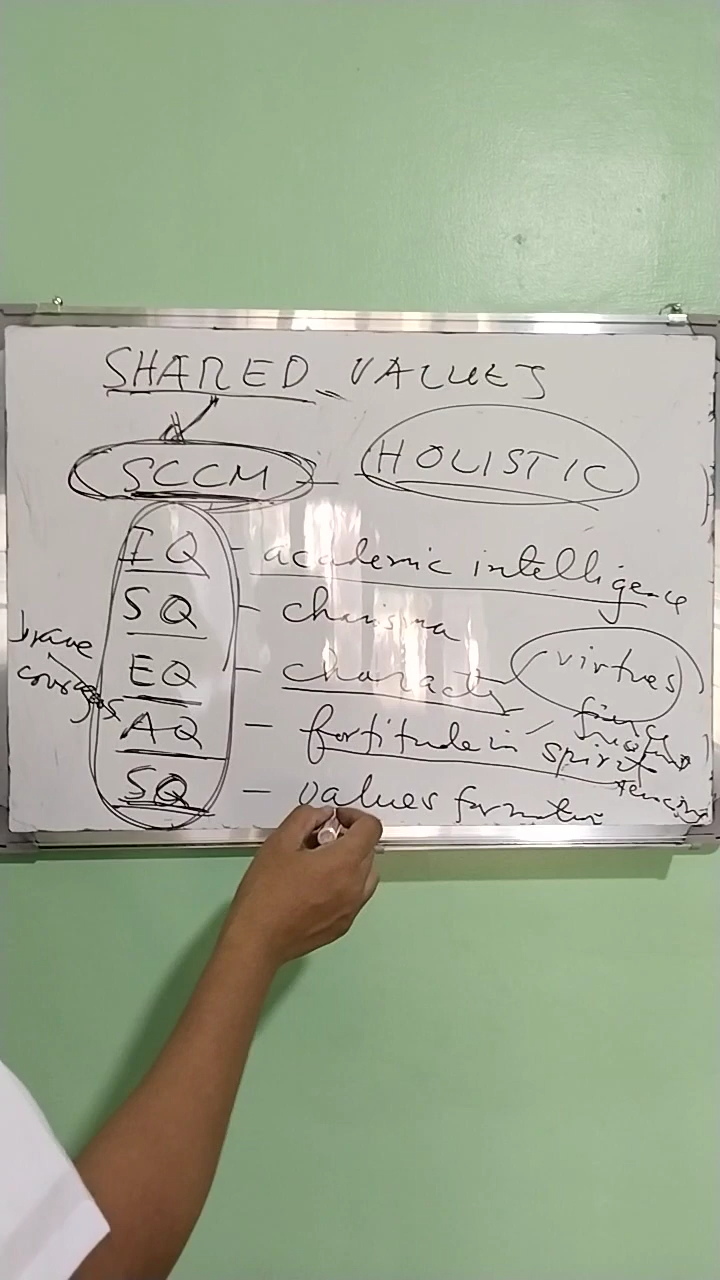 SHARED VALUES
SCCM - HOLISTIC
IQ - academic intelligence
SQ - charisma
EQ - character
virtues
brave
AQ - fortitude in spirit
SQ - values formation